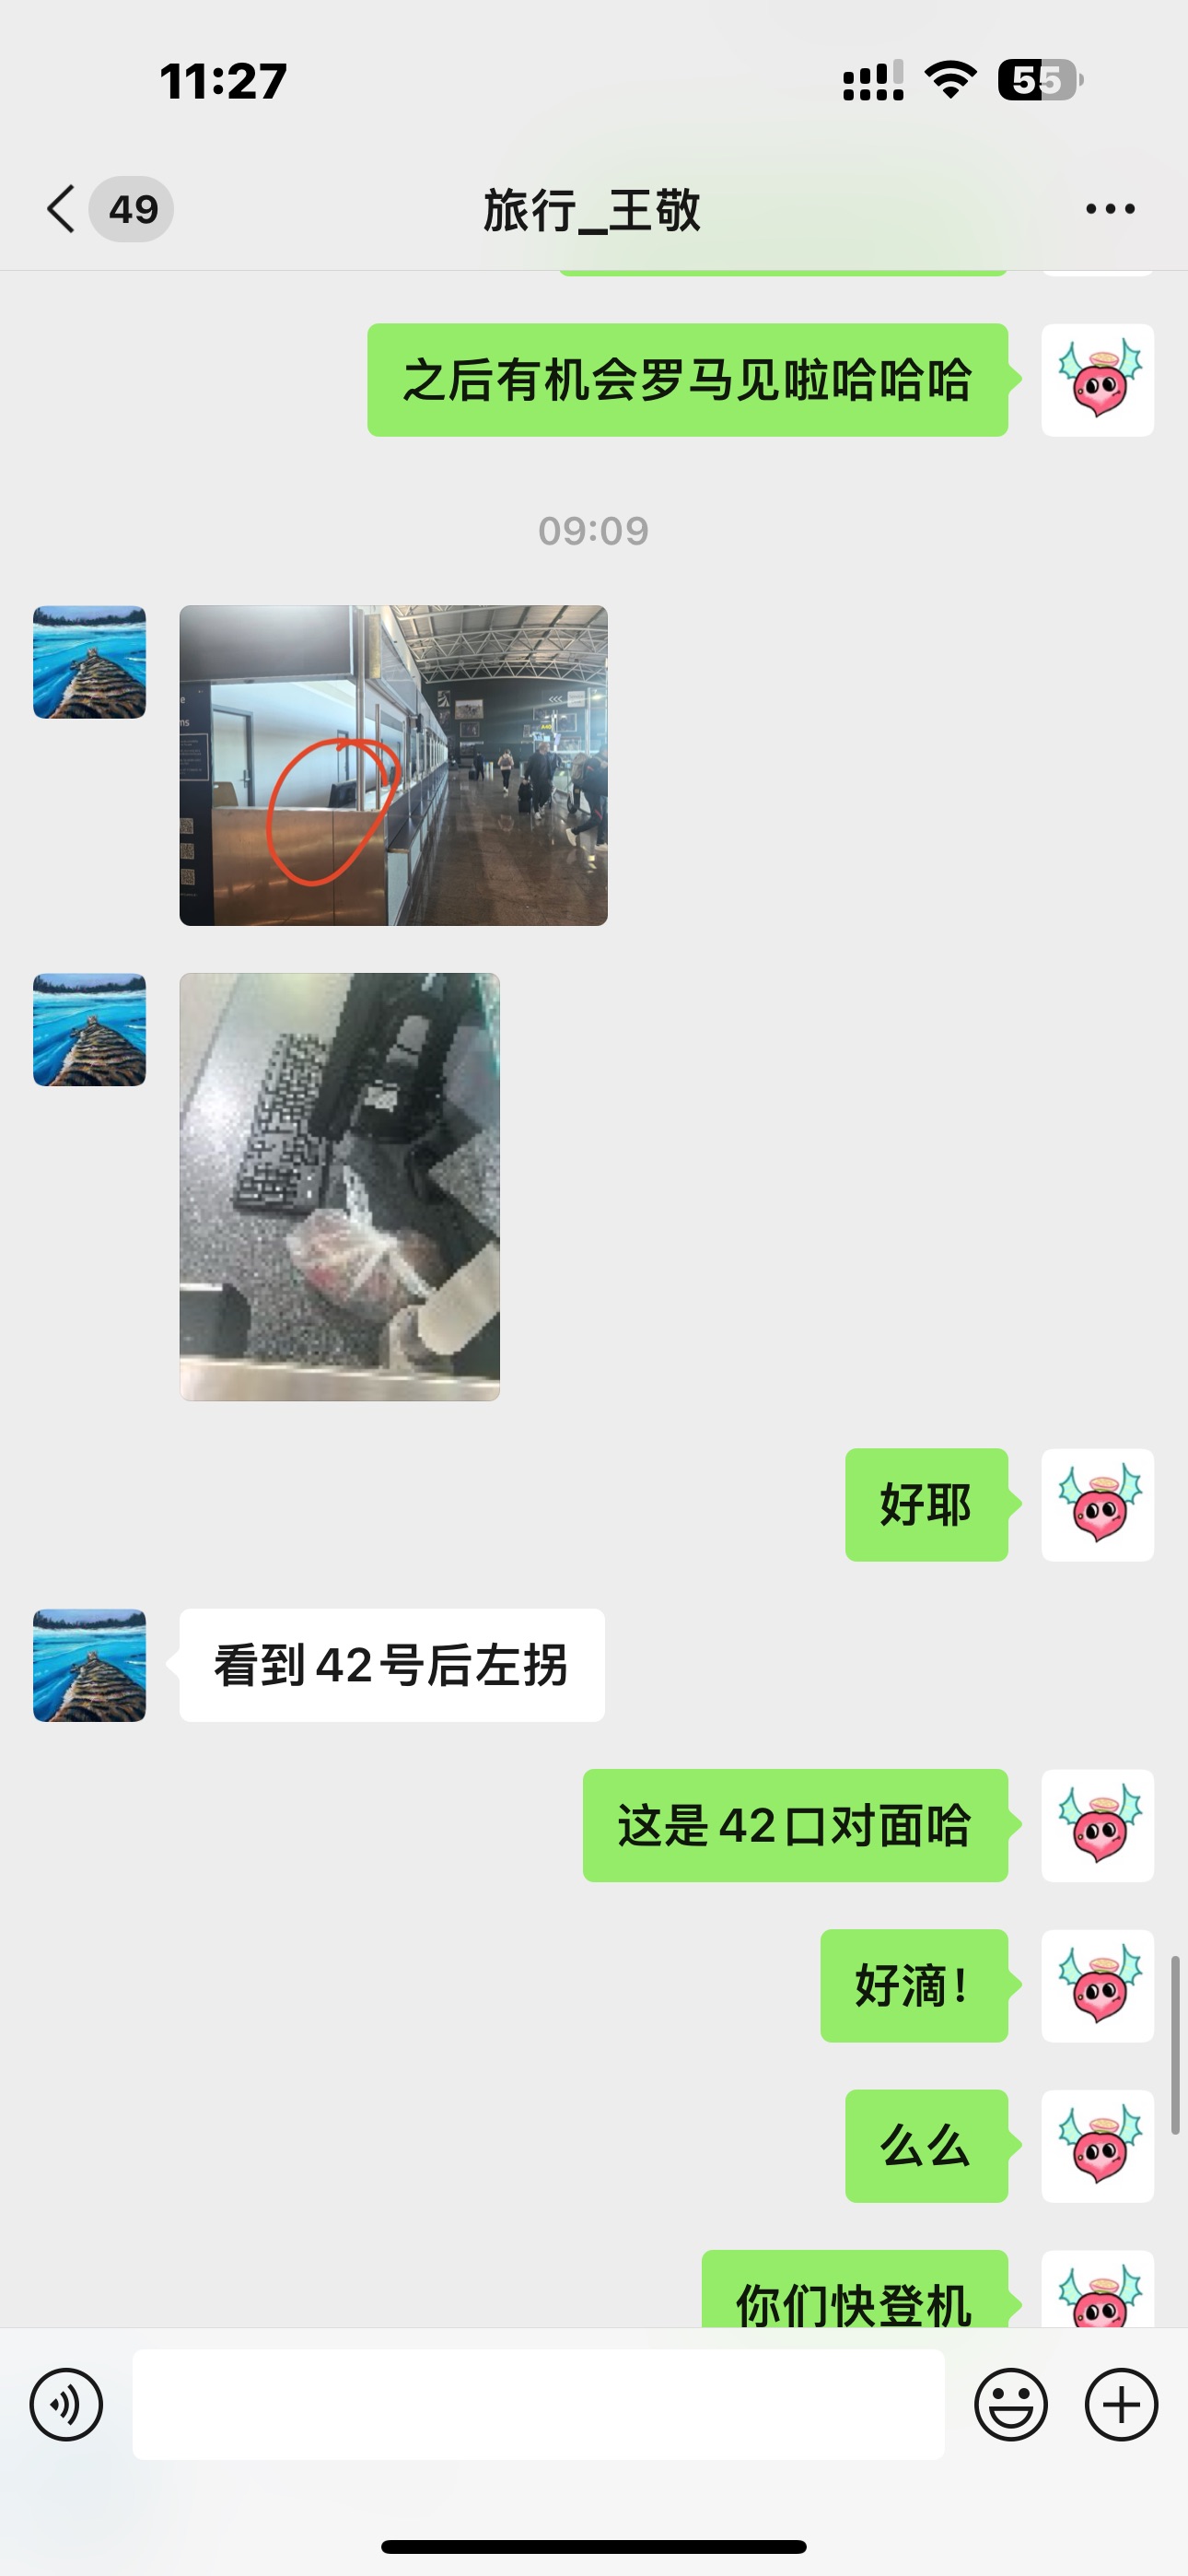 11:27
55
49
旅行_王敬
之后有机会罗马见啦哈哈哈
09:09
好耶
看到42号后左拐
这是42口对面哈
好滴!
么么
你们快登机